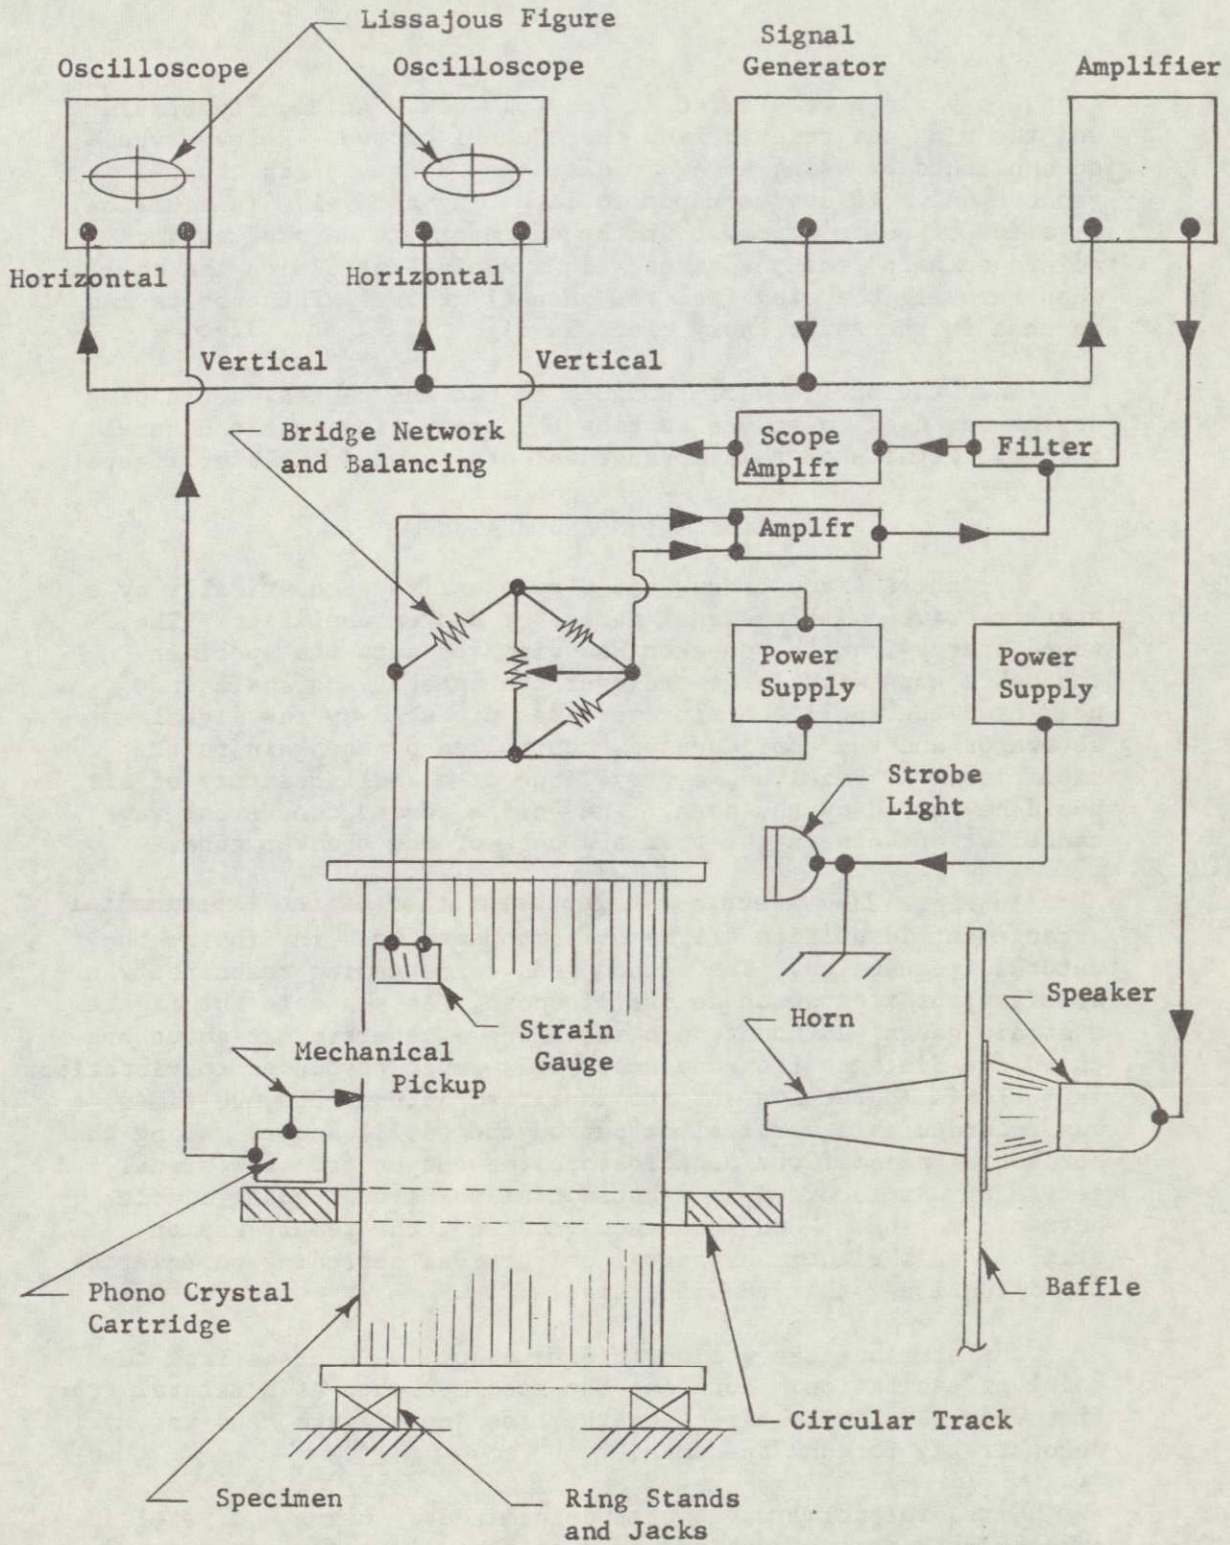 Lissajous Figure
Oscilloscope
Oscilloscope
Signal
Generator
Amplifier
Horizontal
Horizontal
Vertical
Vertical
Bridge Network
and Balancing
Scope
Amplfr
Filter
Amplfr
Power
Supply
Power
Supply
Strobe
Light
Strain
Gauge
Horn
Speaker
Mechanical
Pickup
Phono Crystal
Cartridge
Baffle
Circular Track
Specimen
Ring Stands
and Jacks